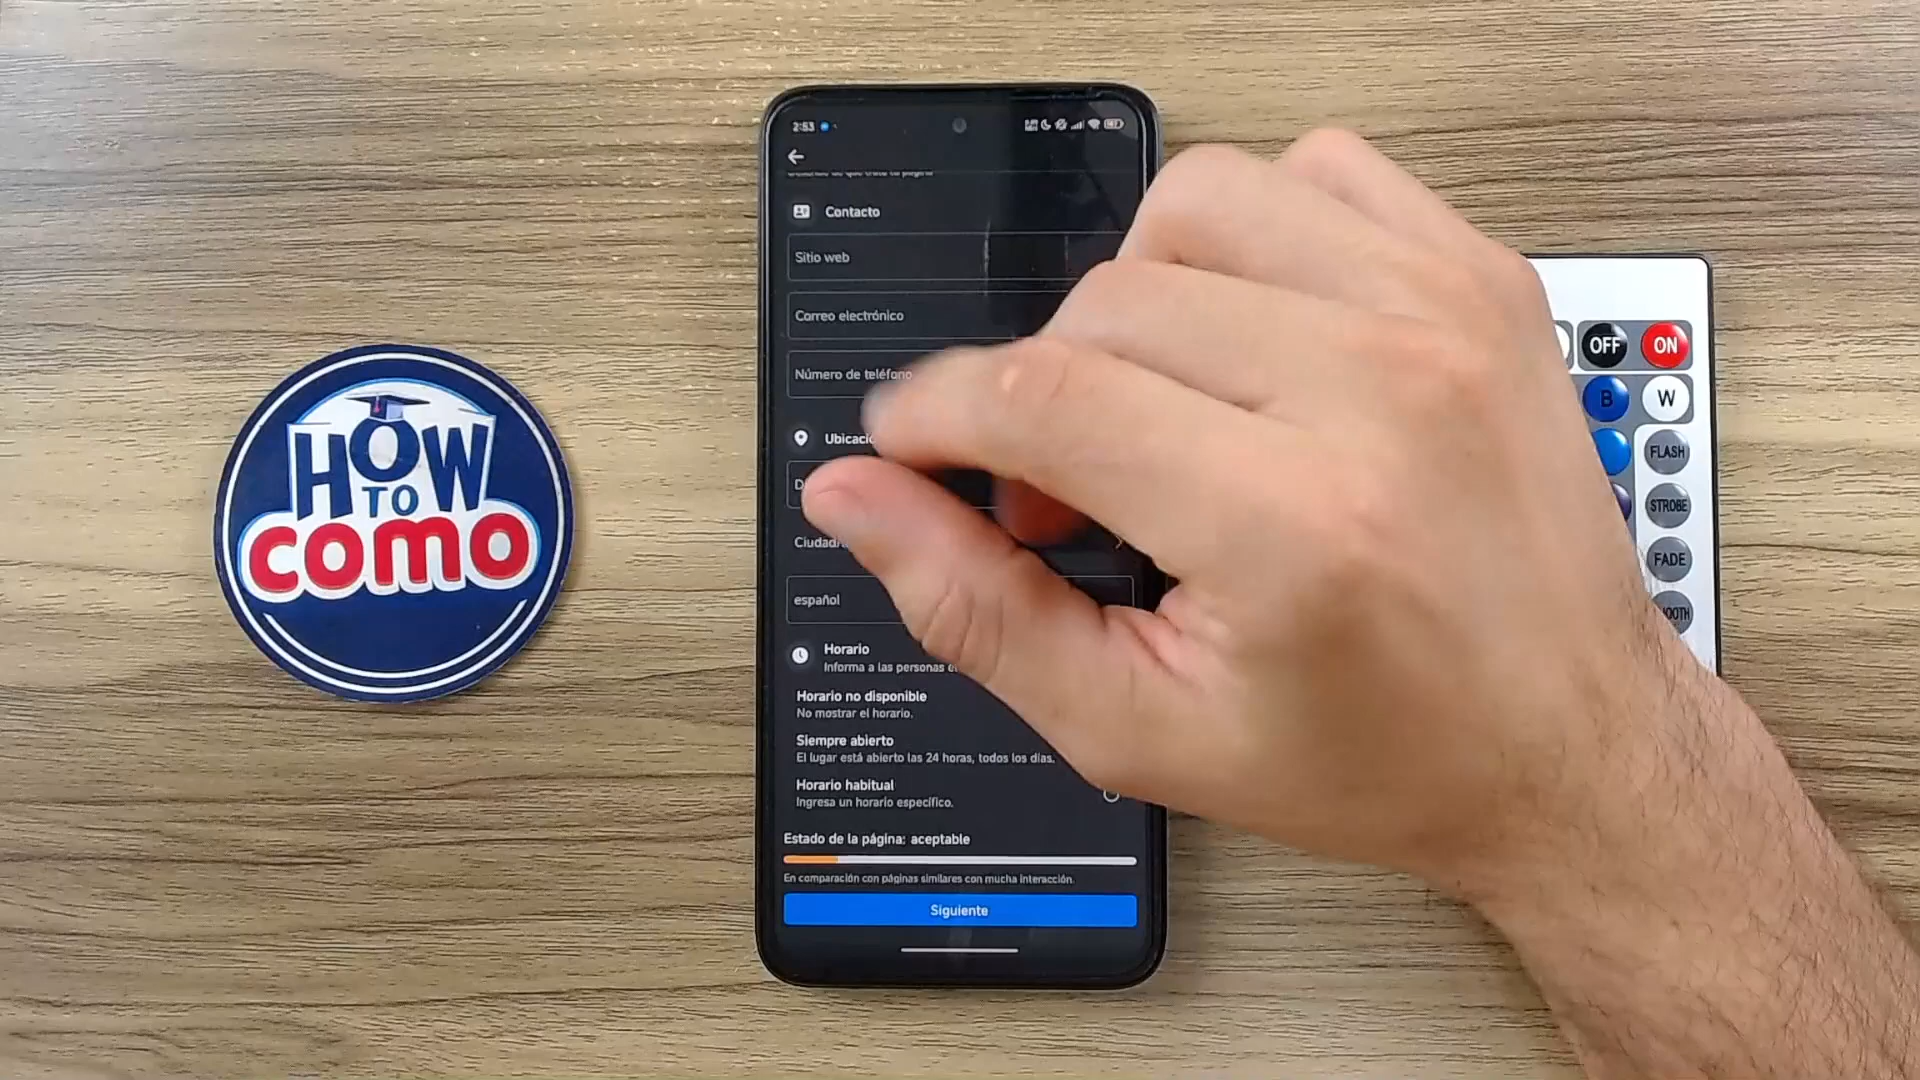 2:53
Contacto
Sitio web
Correo electrónico
Número de teléfono
Ubicació
D
Ciudad/
español
Horario
Informa a las personas e
Horario no disponible
No mostrar el horario.
Siempre abierto
El lugar está abierto las 24 horas, todos los días.
Horario habitual
Ingresa un horario específico.
Estado de la página: aceptable
En comparación con páginas similares con mucha interacción.
Siguiente
HOW
TO
COMO
OFF
ON
B
W
FLASH
STROBE
FADE
OOTH